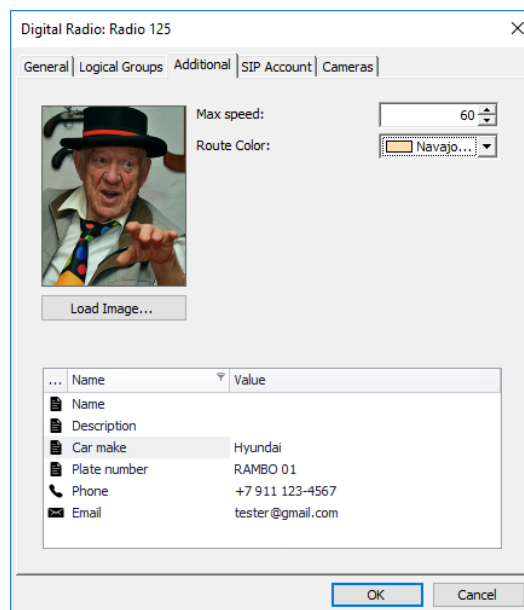 Digital Radio: Radio 125
General Logical Groups Additional SIP Account Cameras
Max speed: 60
Route Color: Navajo...
Load Image...
... Name Value
Name
Description
Car make Hyundai
Plate number RAMBO 01
Phone +7 911 123-4567
Email tester@gmail.com
OK Cancel